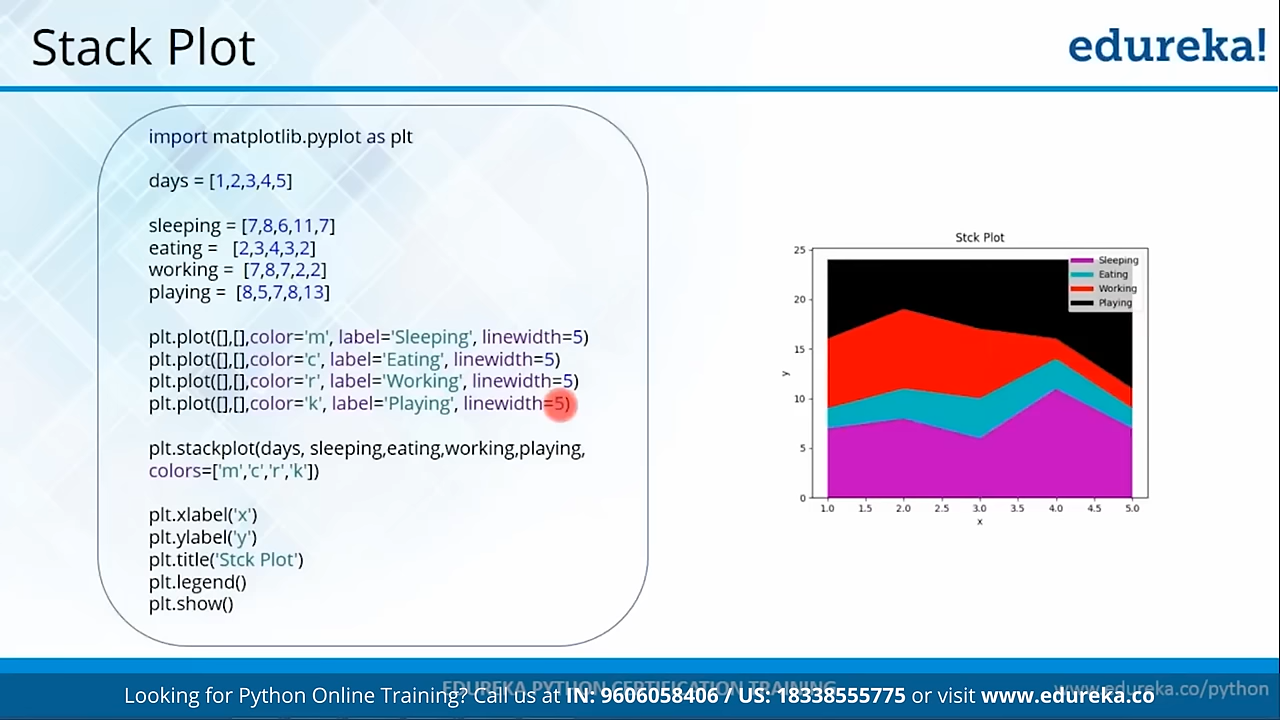 Stack Plot
edureka!
import matplotlib.pyplot as plt
days = [1,2,3,4,5]
sleeping = [7,8,6,11,7]
eating = [2,3,4,3,2]
working = [7,8,7,2,2]
playing = [8,5,7,8,13]
plt.plot([],[],color='m', label='Sleeping', linewidth=5)
plt.plot([],[],color='c', label='Eating', linewidth=5)
plt.plot([],[],color='r', label='Working', linewidth=5)
plt.plot([],[],color='k', label='Playing', linewidth=5)
plt.stackplot(days, sleeping,eating,working,playing,
colors=['m','c','r','k'])
plt.xlabel('x')
plt.ylabel('y')
plt.title('Stck Plot')
plt.legend()
plt.show()
Stck Plot
25
20
15
10
5
0
y
Sleeping
Eating
Working
Playing
1.0 1.5 2.0 2.5 3.0 3.5 4.0 4.5 5.0
x
EDUREKA PYTHON CERTIFICATION TRAINING
www.edureka.co/python
Looking for Python Online Training? Call us at IN: 9606058406 / US: 18338555775 or visit www.edureka.co